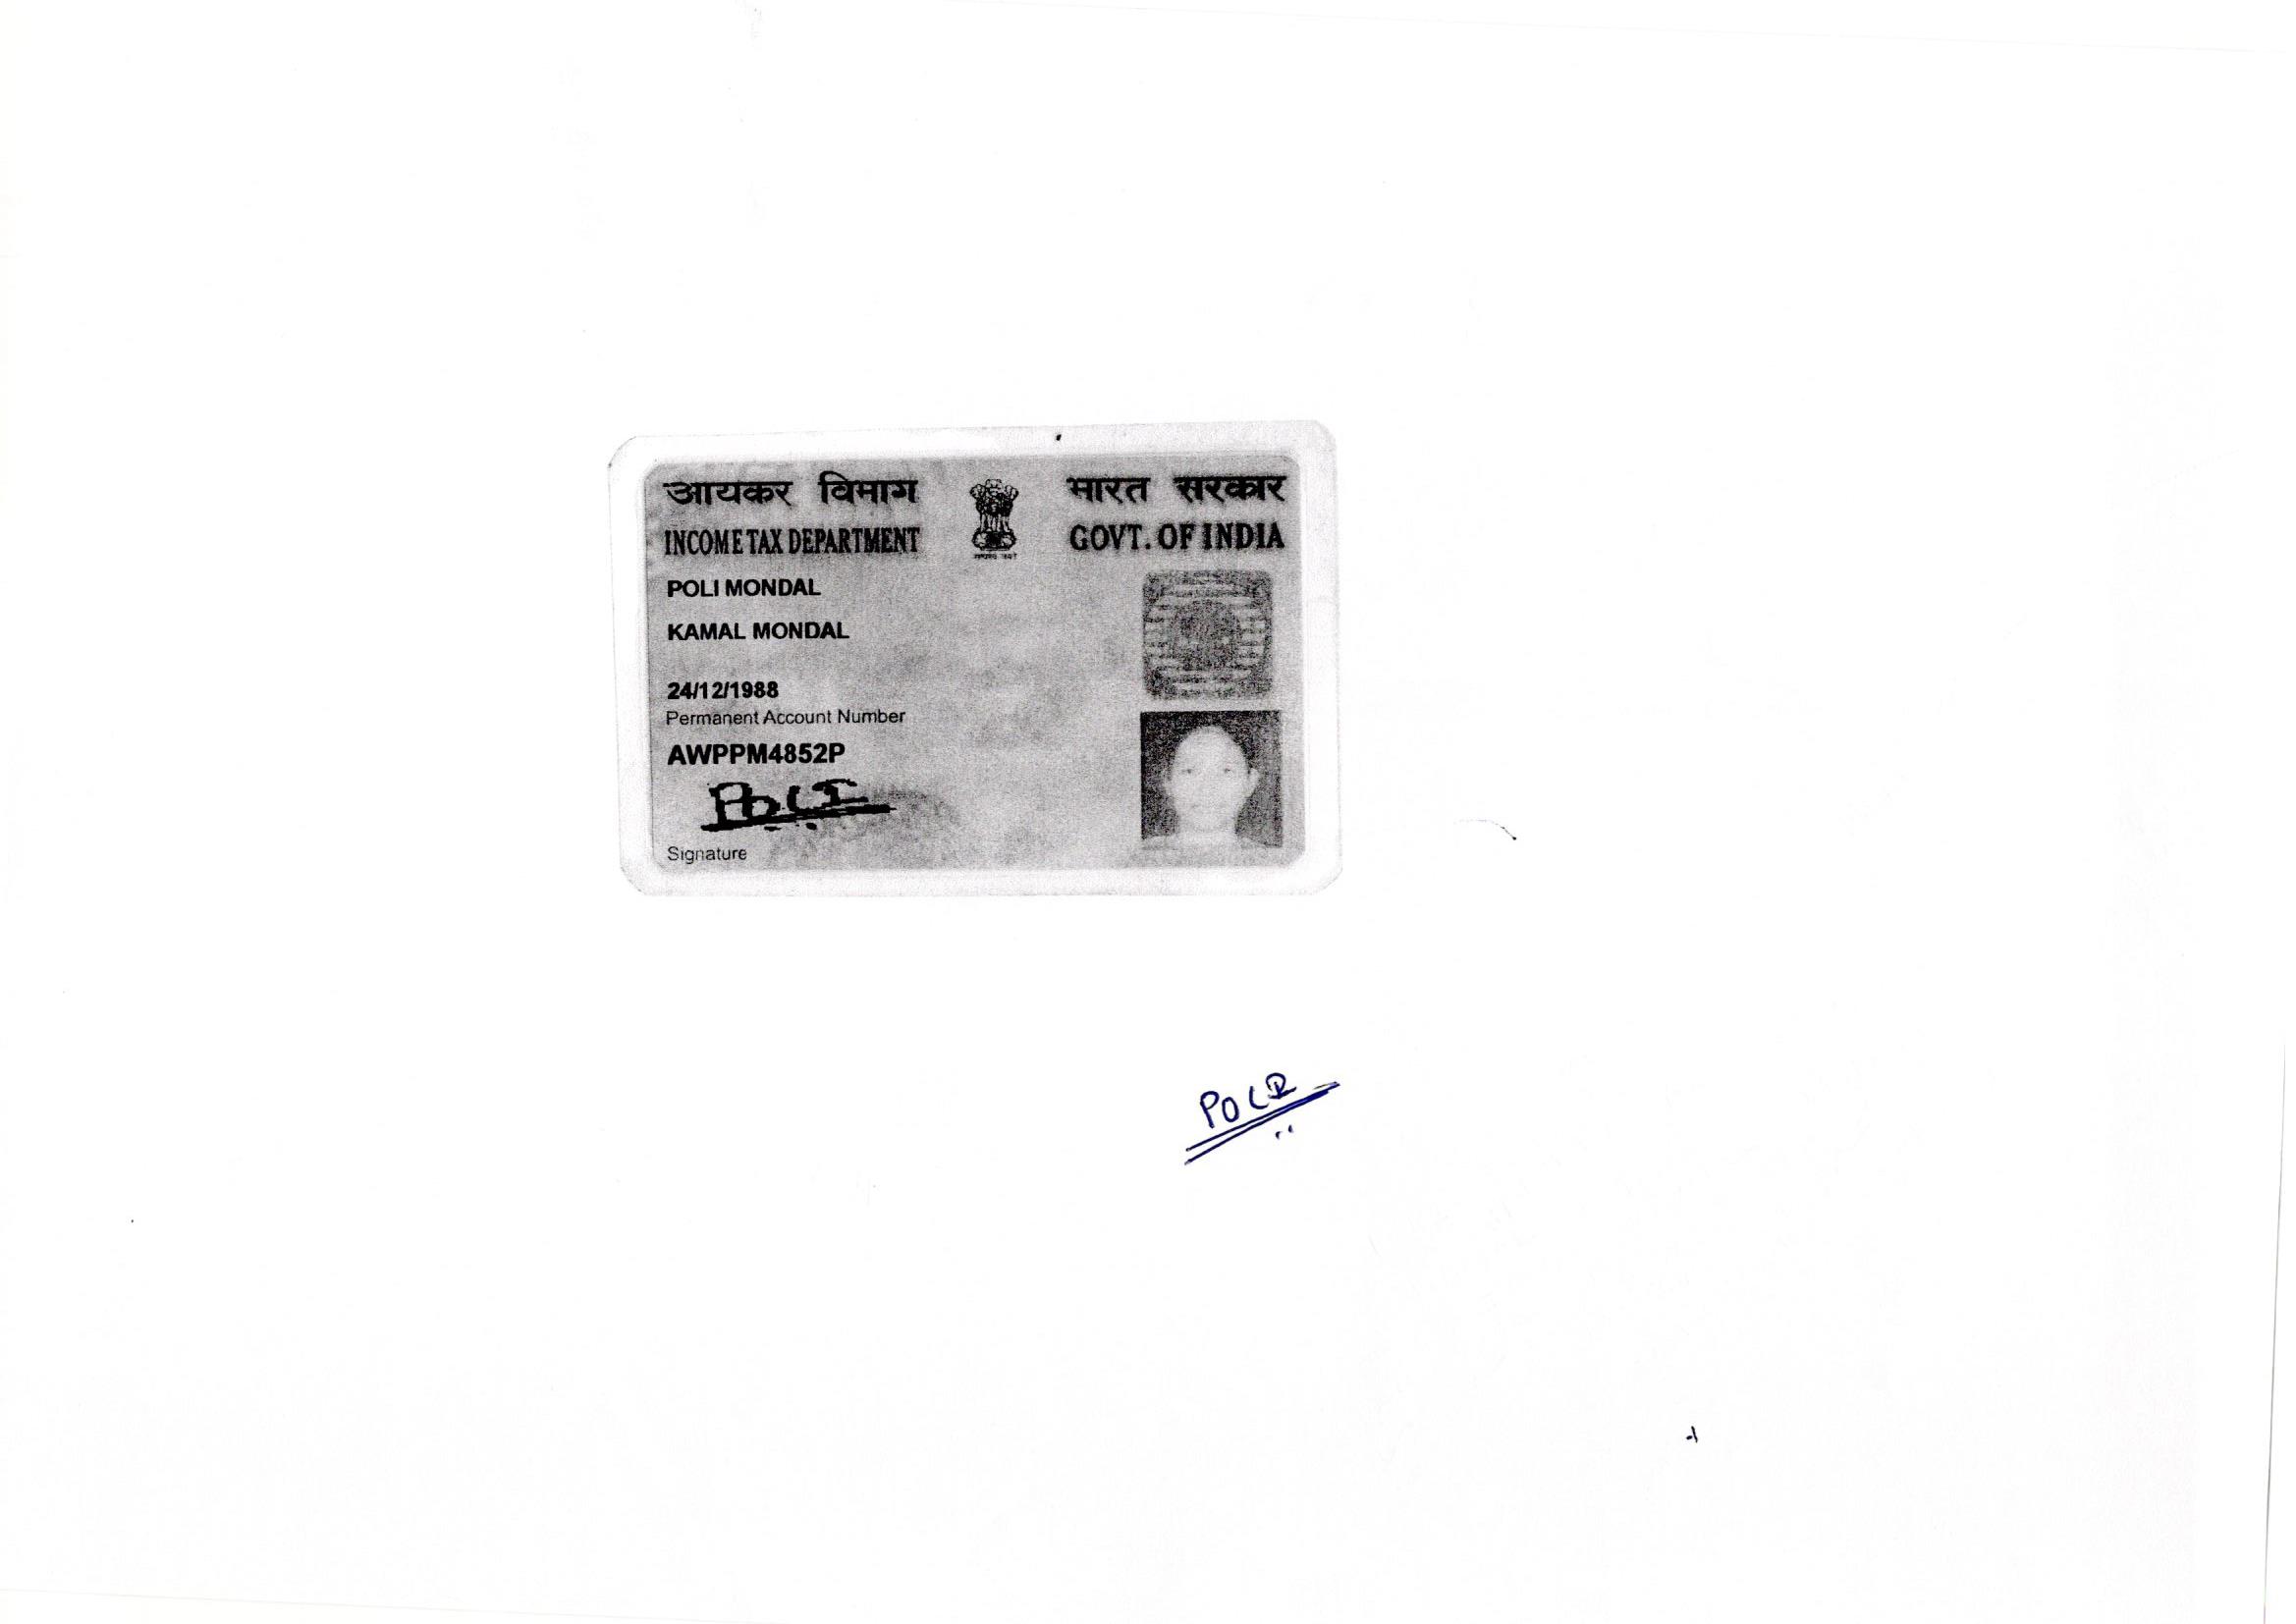 आयकर विभाग
INCOME TAX DEPARTMENT
भारत सरकार
GOVT. OF INDIA
POLI MONDAL
KAMAL MONDAL
24/12/1988
Permanent Account Number
AWPPM4852P
POLI
Signature
POLI